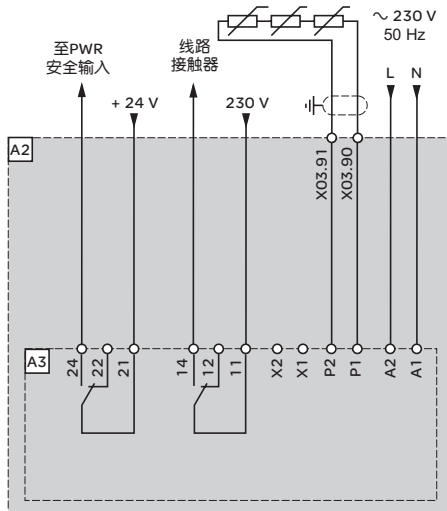 至PWR
安全输入
线路
接触器
∼ 230 V
50 Hz
+ 24 V
230 V
L
N
A2
X03.91
X03.90
A3
24
22
21
14
12
11
X2
X1
P2
P1
A2
A1